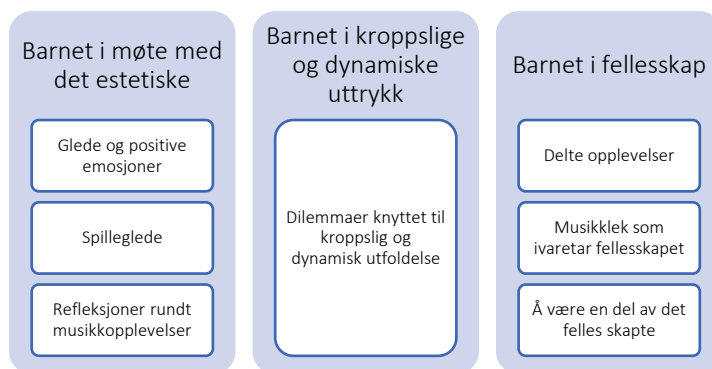 Barnet i møte med
det estetiske
Glede og positive
emosjoner
Spilleglede
Refleksjoner rundt
musikkopplevelser
Barnet i kroppslige
og dynamiske
uttrykk
Dilemmaer knyttet til
kroppslig og
dynamisk utfoldelse
Barnet i fellesskap
Delte opplevelser
Musikklek som
ivaretar fellesskapet
Å være en del av det
felles skapte